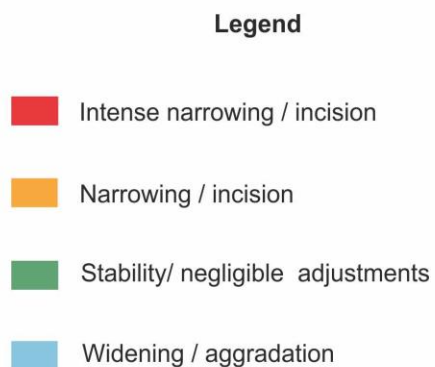 Legend
Intense narrowing / incision
Narrowing / incision
Stability/ negligible adjustments
Widening / aggradation